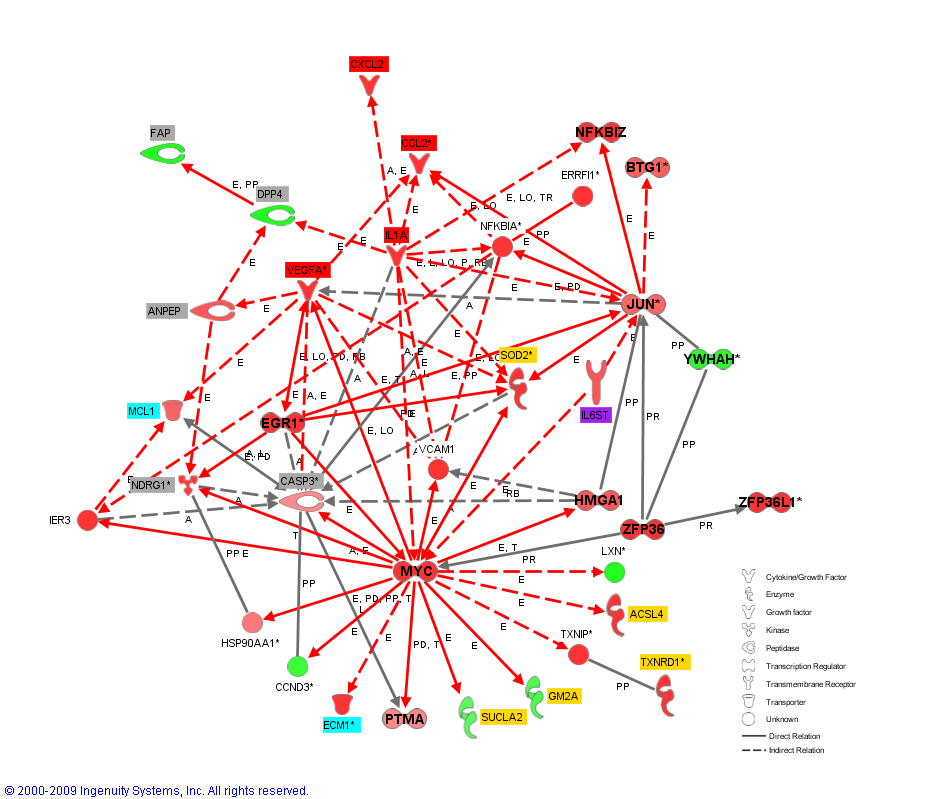 CXCL2
NFKBIZ
FAP
CCL2*
BTG1*
A, E
ERRFI1*
E, PP
DPP4
E
E, LO, TR
E, LO
NFKBIA*
E
E
E
IL1A
E
PP
E
E
VEGFA*
E, PD
E
JUN*
ANPEP
E
A
E
PP
YWHAH*
E
SOD2*
E
E, LO, PD, RB
A, E
E
E
A
E, T
A, L
E, PP
MCL1
E
A, E
E
IL6ST
PP
PR
EGR1*
E, LO
PP
VCAM1
A
NDRG1*
CASP3*
E
E
RB
HMGA1
ZFP36L1*
A
E
A
IER3
A
T
ZFP36
PR
PP
E
A, E
E, T
LXN*
MYC
PR
PP
E
E, PD, PP, T
L
ACSL4
HSP90AA1*
E
E
PD, T
E
E
E
TXNIP*
TXNRD1*
CCND3*
PP
GM2A
ECM1*
PTMA
SUCLA2
Cytokine/Growth Factor
Enzyme
Growth factor
Kinase
Peptidase
Transcription Regulator
Transmembrane Receptor
Transporter
Unknown
Direct Relation
Indirect Relation
© 2000-2009 Ingenuity Systems, Inc. All rights reserved.